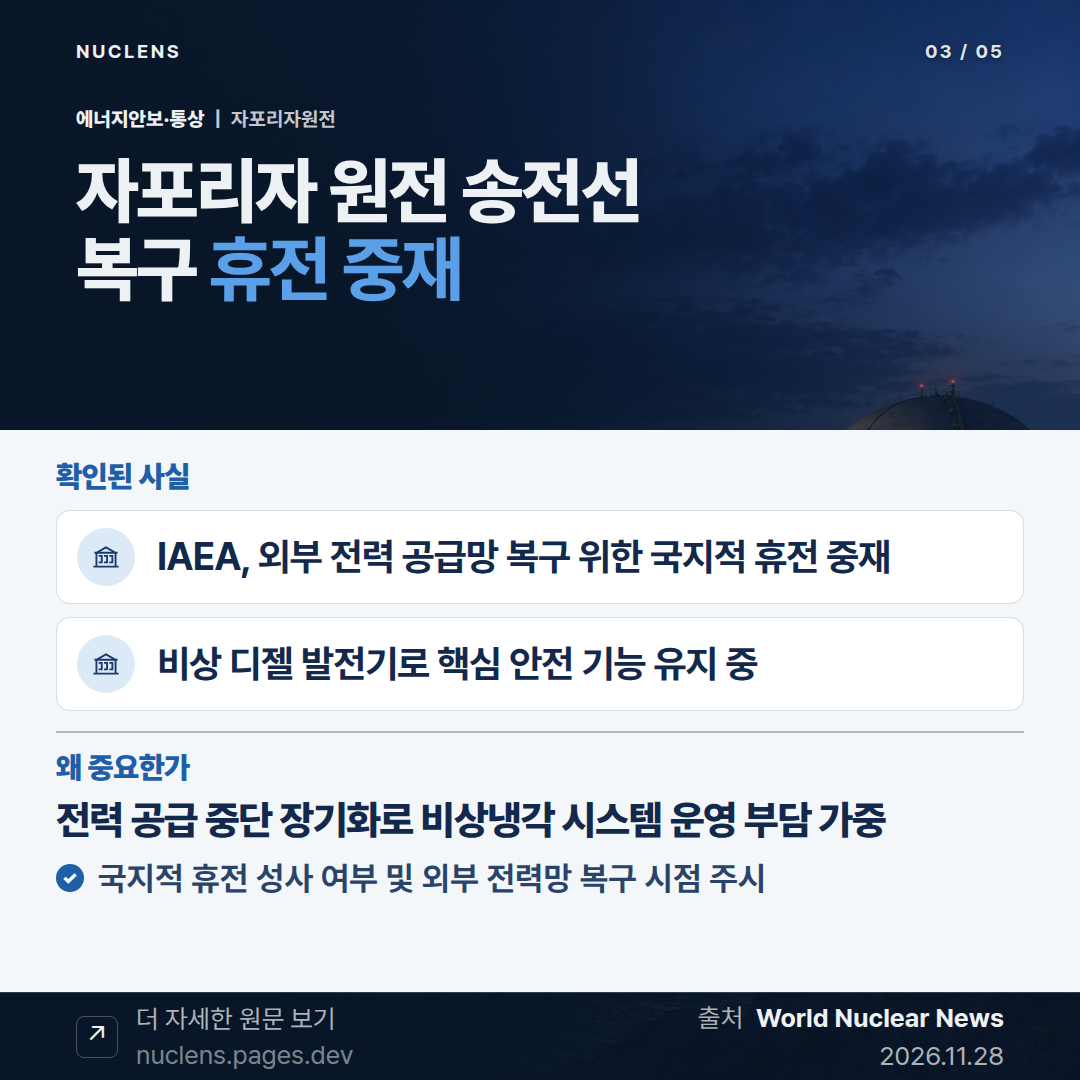 NUCLENS
03 / 05
에너지안보·통상 | 자포리자원전
자포리자 원전 송전선
복구 휴전 중재
확인된 사실
IAEA, 외부 전력 공급망 복구 위한 국지적 휴전 중재
비상 디젤 발전기로 핵심 안전 기능 유지 중
왜 중요한가
전력 공급 중단 장기화로 비상냉각 시스템 운영 부담 가중
국지적 휴전 성사 여부 및 외부 전력망 복구 시점 주시
더 자세한 원문 보기
nuclens.pages.dev
출처 World Nuclear News
2026.11.28